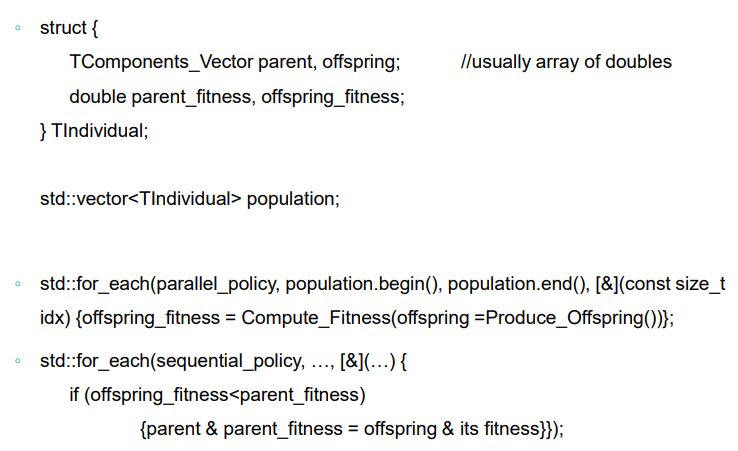 struct {
TComponents_Vector parent, offspring; //usually array of doubles
double parent_fitness, offspring_fitness;
} TIndividual;
std::vector<TIndividual> population;
std::for_each(parallel_policy, population.begin(), population.end(), [&](const size_t
idx) {offspring_fitness = Compute_Fitness(offspring =Produce_Offspring())};
std::for_each(sequential_policy, …, [&](…) {
if (offspring_fitness<parent_fitness)
{parent & parent_fitness = offspring & its fitness}});